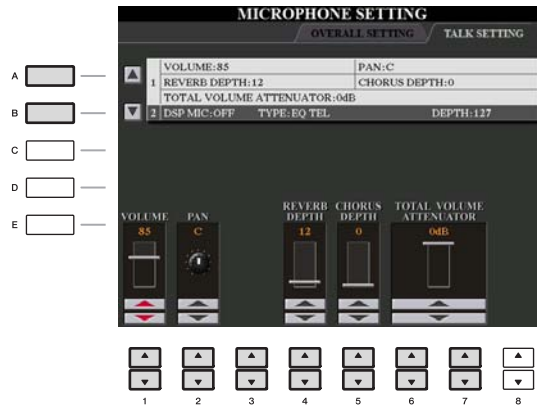 MICROPHONE SETTING
OVERALL SETTING
TALK SETTING
A
B
C
D
E
1
VOLUME:85
PAN:C
REVERB DEPTH:12
CHORUS DEPTH:0
TOTAL VOLUME ATTENUATOR:0dB
2 DSP MIC:OFF TYPE:EQ TEL DEPTH:127
VOLUME
85
PAN
C
REVERB DEPTH
12
CHORUS DEPTH
0
TOTAL VOLUME ATTENUATOR
0dB
1 2 3 4 5 6 7 8